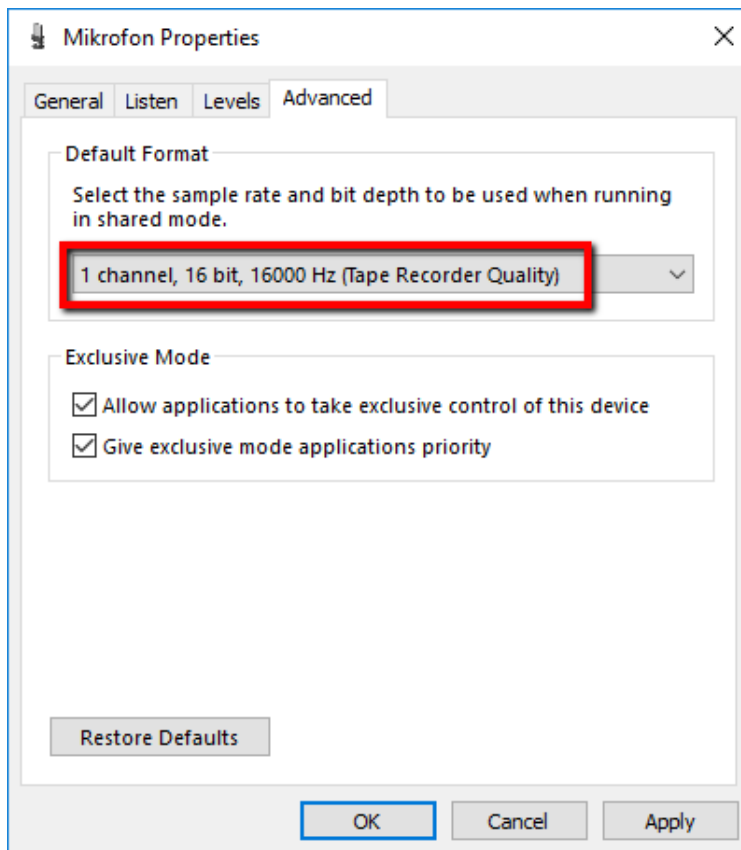 Mikrofon Properties
General Listen Levels Advanced
Default Format
Select the sample rate and bit depth to be used when running
in shared mode.
1 channel, 16 bit, 16000 Hz (Tape Recorder Quality)
Exclusive Mode
Allow applications to take exclusive control of this device
Give exclusive mode applications priority
Restore Defaults
OK Cancel Apply